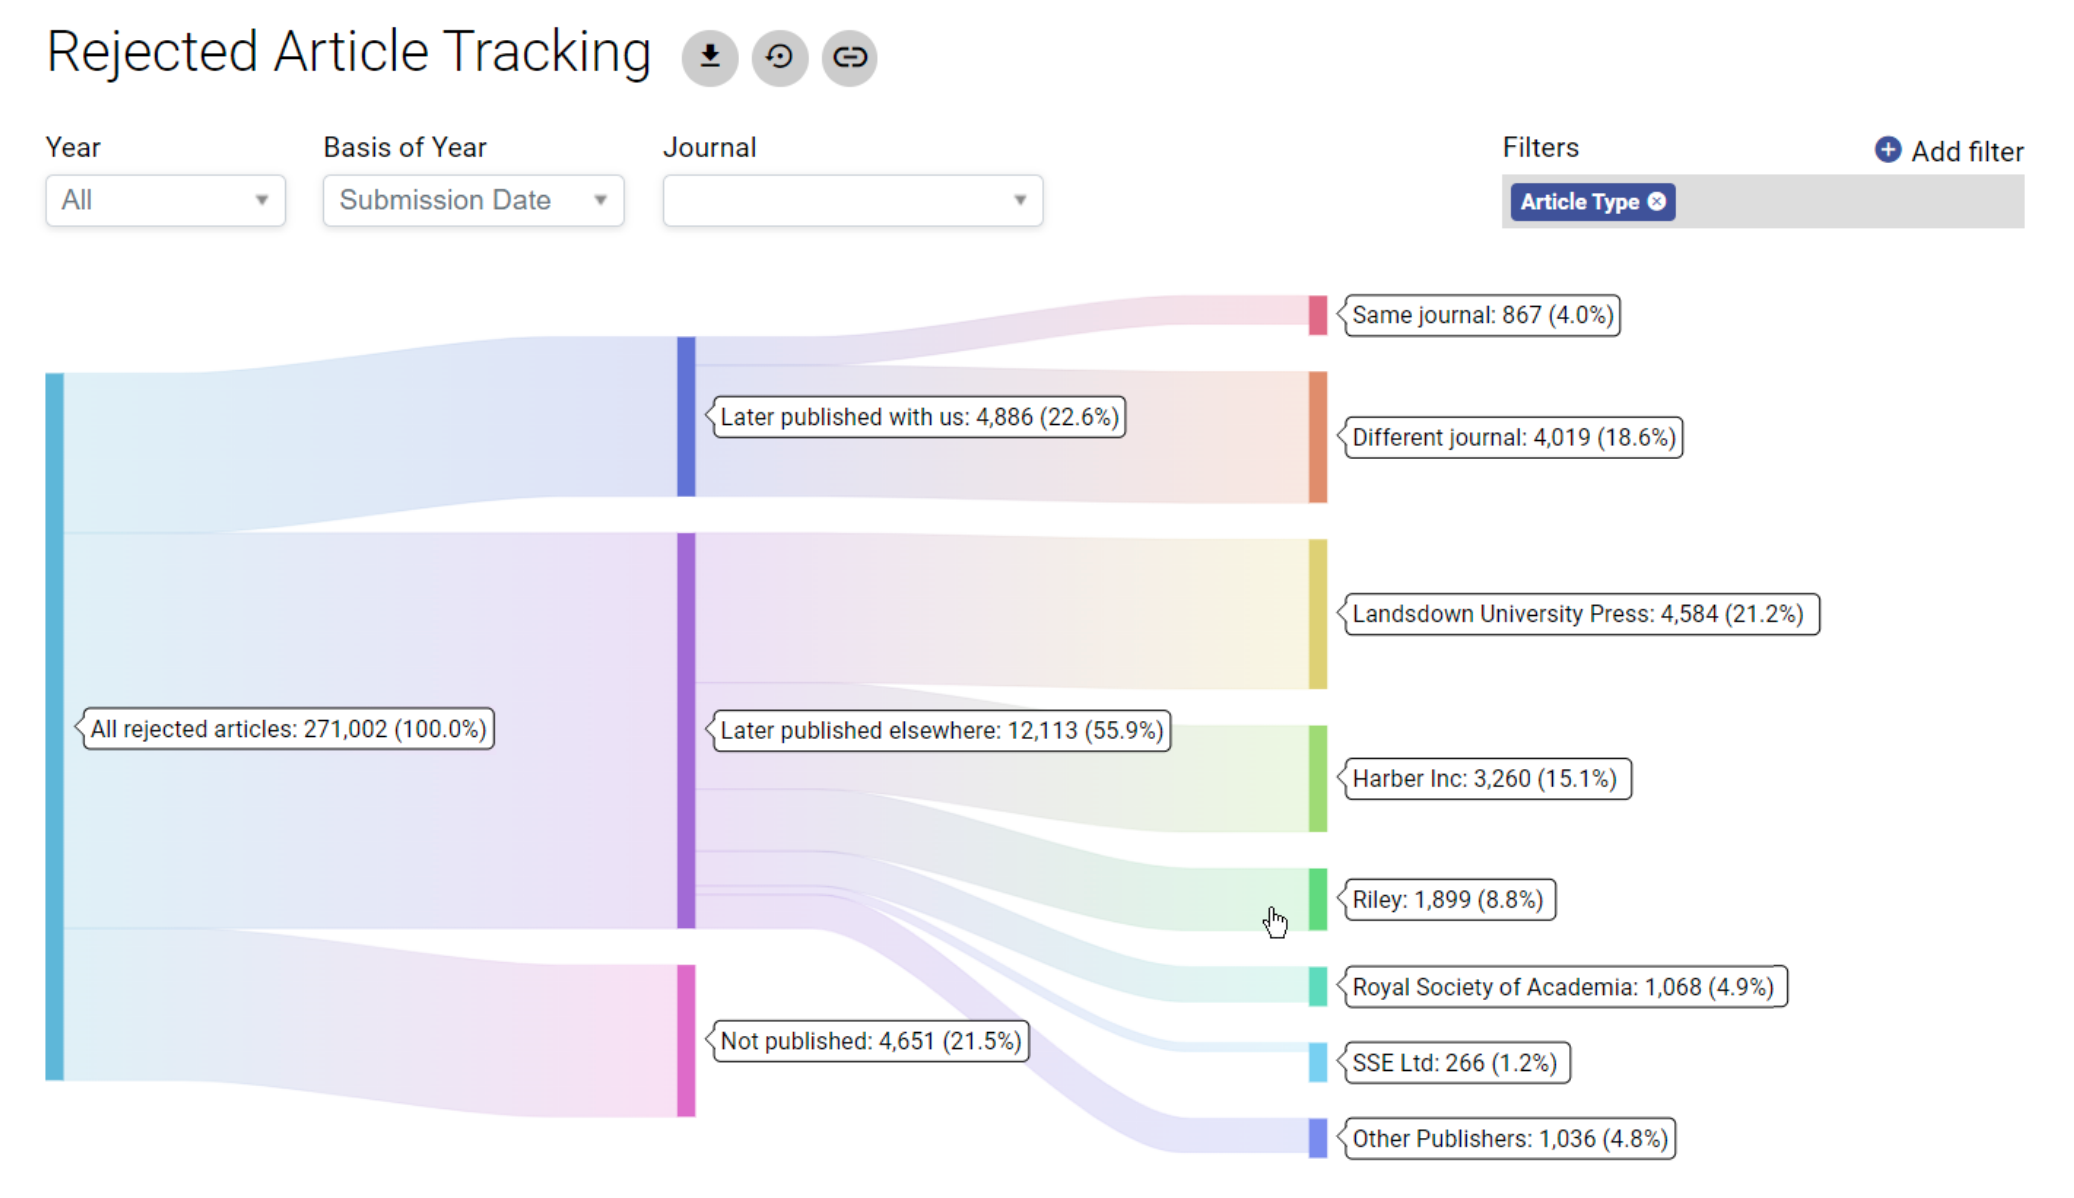 Rejected Article Tracking
Year
Basis of Year
Journal
Filters
Add filter
All
Submission Date
Article Type
Same journal: 867 (4.0%)
Later published with us: 4,886 (22.6%)
Different journal: 4,019 (18.6%)
Landsdown University Press: 4,584 (21.2%)
All rejected articles: 271,002 (100.0%)
Later published elsewhere: 12,113 (55.9%)
Harber Inc: 3,260 (15.1%)
Riley: 1,899 (8.8%)
Royal Society of Academia: 1,068 (4.9%)
Not published: 4,651 (21.5%)
SSE Ltd: 266 (1.2%)
Other Publishers: 1,036 (4.8%)